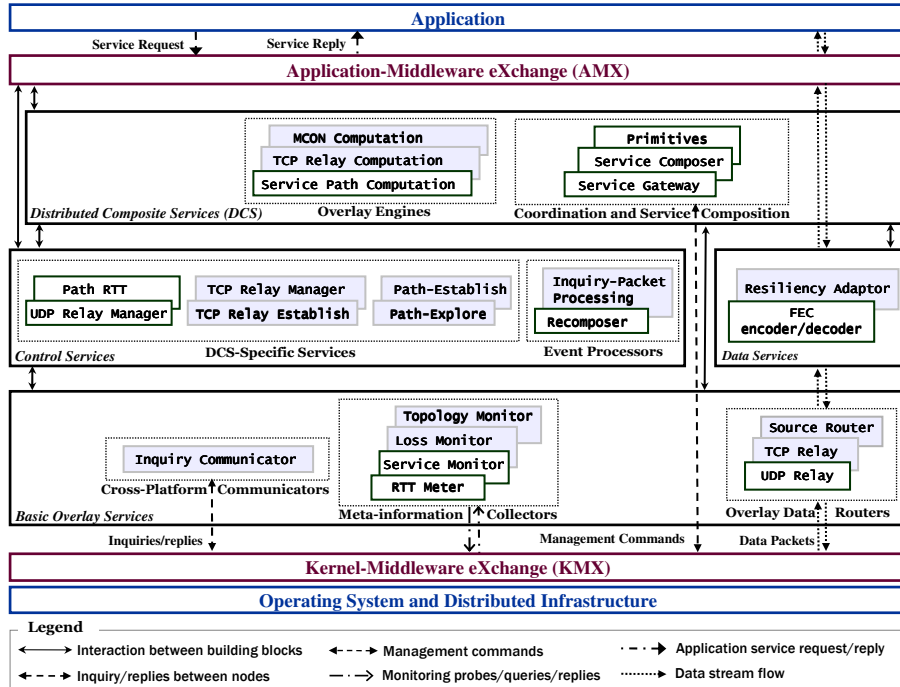 Application
Service Request
Service Reply
Application-Middleware eXchange (AMX)
MCON Computation
TCP Relay Computation
Service Path Computation
Overlay Engines
Primitives
Service Composer
Service Gateway
Coordination and Service Composition
Distributed Composite Services (DCS)
Path RTT
UDP Relay Manager
TCP Relay Manager
TCP Relay Establish
Path-Establish
Path-Explore
DCS-Specific Services
Inquiry-Packet
Processing
Recomposer
Event Processors
Control Services
Resiliency Adaptor
FEC
encoder/decoder
Data Services
Topology Monitor
Loss Monitor
Service Monitor
RTT Meter
Meta-information Collectors
Inquiry Communicator
Cross-Platform Communicators
Source Router
TCP Relay
UDP Relay
Overlay Data Routers
Basic Overlay Services
Inquiries/replies
Management Commands
Data Packets
Kernel-Middleware eXchange (KMX)
Operating System and Distributed Infrastructure
Legend
Interaction between building blocks
Management commands
Application service request/reply
Inquiry/replies between nodes
Monitoring probes/queries/replies
Data stream flow